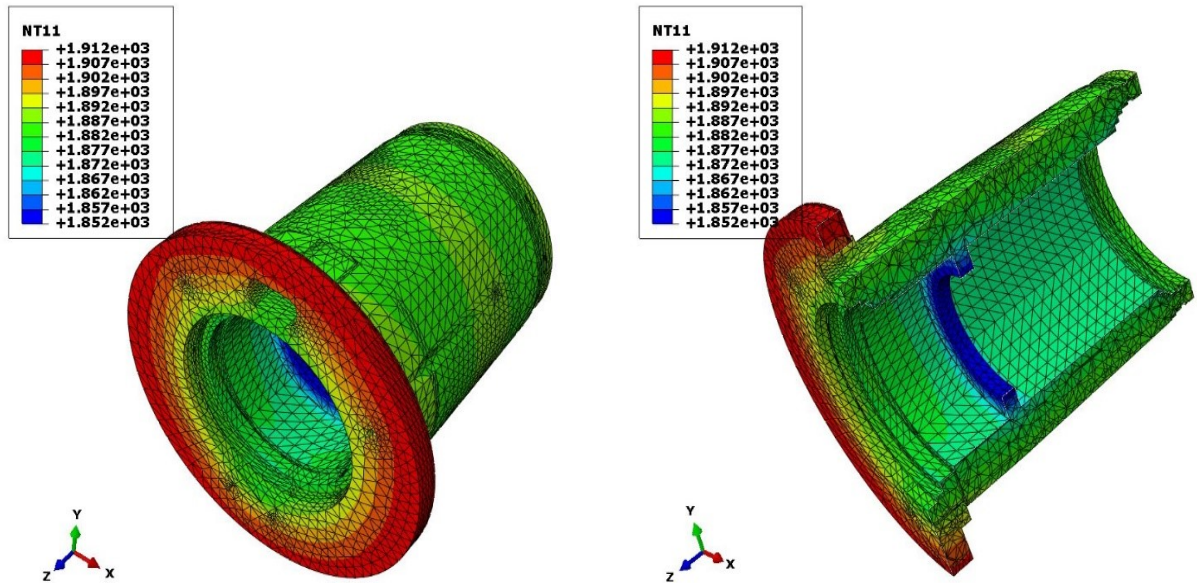 NT11
+1.912e+03
+1.907e+03
+1.902e+03
+1.897e+03
+1.892e+03
+1.887e+03
+1.882e+03
+1.877e+03
+1.872e+03
+1.867e+03
+1.862e+03
+1.857e+03
+1.852e+03
Y
Z
X
NT11
+1.912e+03
+1.907e+03
+1.902e+03
+1.897e+03
+1.892e+03
+1.887e+03
+1.882e+03
+1.877e+03
+1.872e+03
+1.867e+03
+1.862e+03
+1.857e+03
+1.852e+03
Y
Z
X